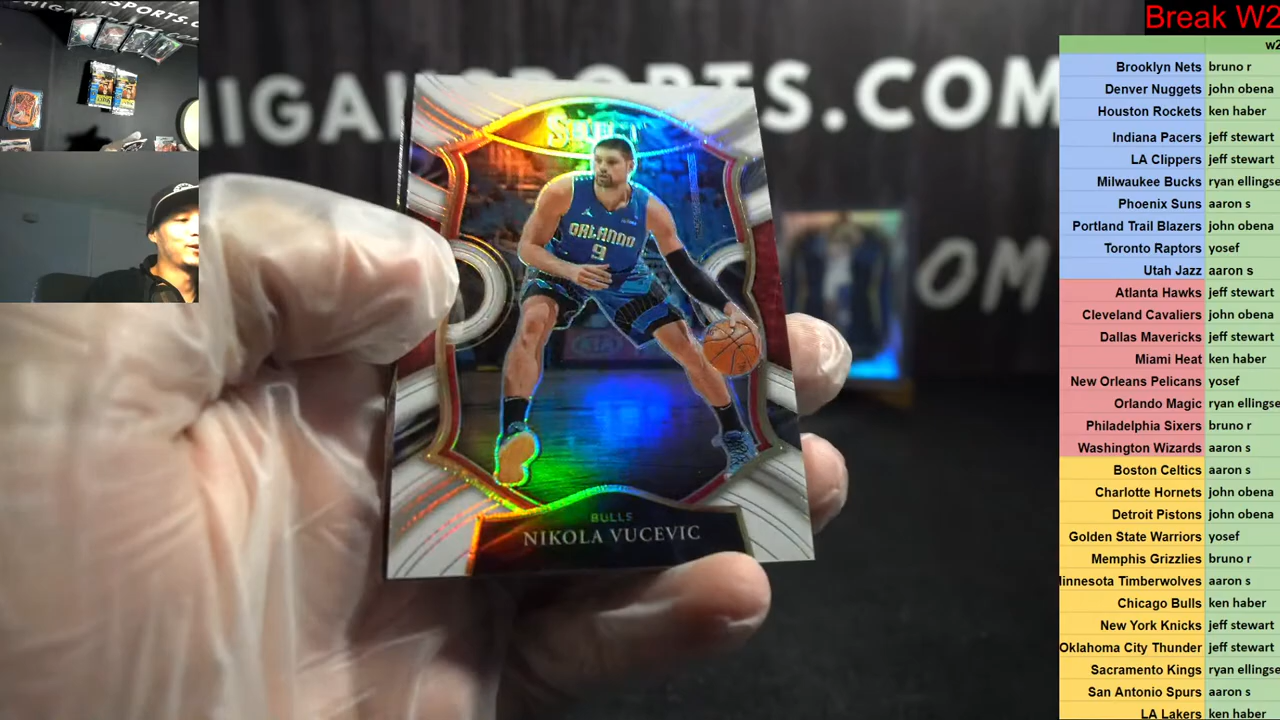 Break W2
w2
Brooklyn Nets bruno r
Denver Nuggets john obena
Houston Rockets ken haber
Indiana Pacers jeff stewart
LA Clippers jeff stewart
Milwaukee Bucks ryan ellingse
Phoenix Suns aaron s
Portland Trail Blazers john obena
Toronto Raptors yosef
Utah Jazz aaron s
Atlanta Hawks jeff stewart
Cleveland Cavaliers john obena
Dallas Mavericks jeff stewart
Miami Heat ken haber
New Orleans Pelicans yosef
Orlando Magic ryan ellingse
Philadelphia Sixers bruno r
Washington Wizards aaron s
Boston Celtics aaron s
Charlotte Hornets john obena
Detroit Pistons john obena
Golden State Warriors yosef
Memphis Grizzlies bruno r
innesota Timberwolves aaron s
Chicago Bulls ken haber
New York Knicks jeff stewart
Oklahoma City Thunder jeff stewart
Sacramento Kings ryan ellingse
San Antonio Spurs aaron s
LA Lakers ken haber
HIGA PORTS.COM
OM
ORLANDO
9
BULLS
NIKOLA VUCEVIC